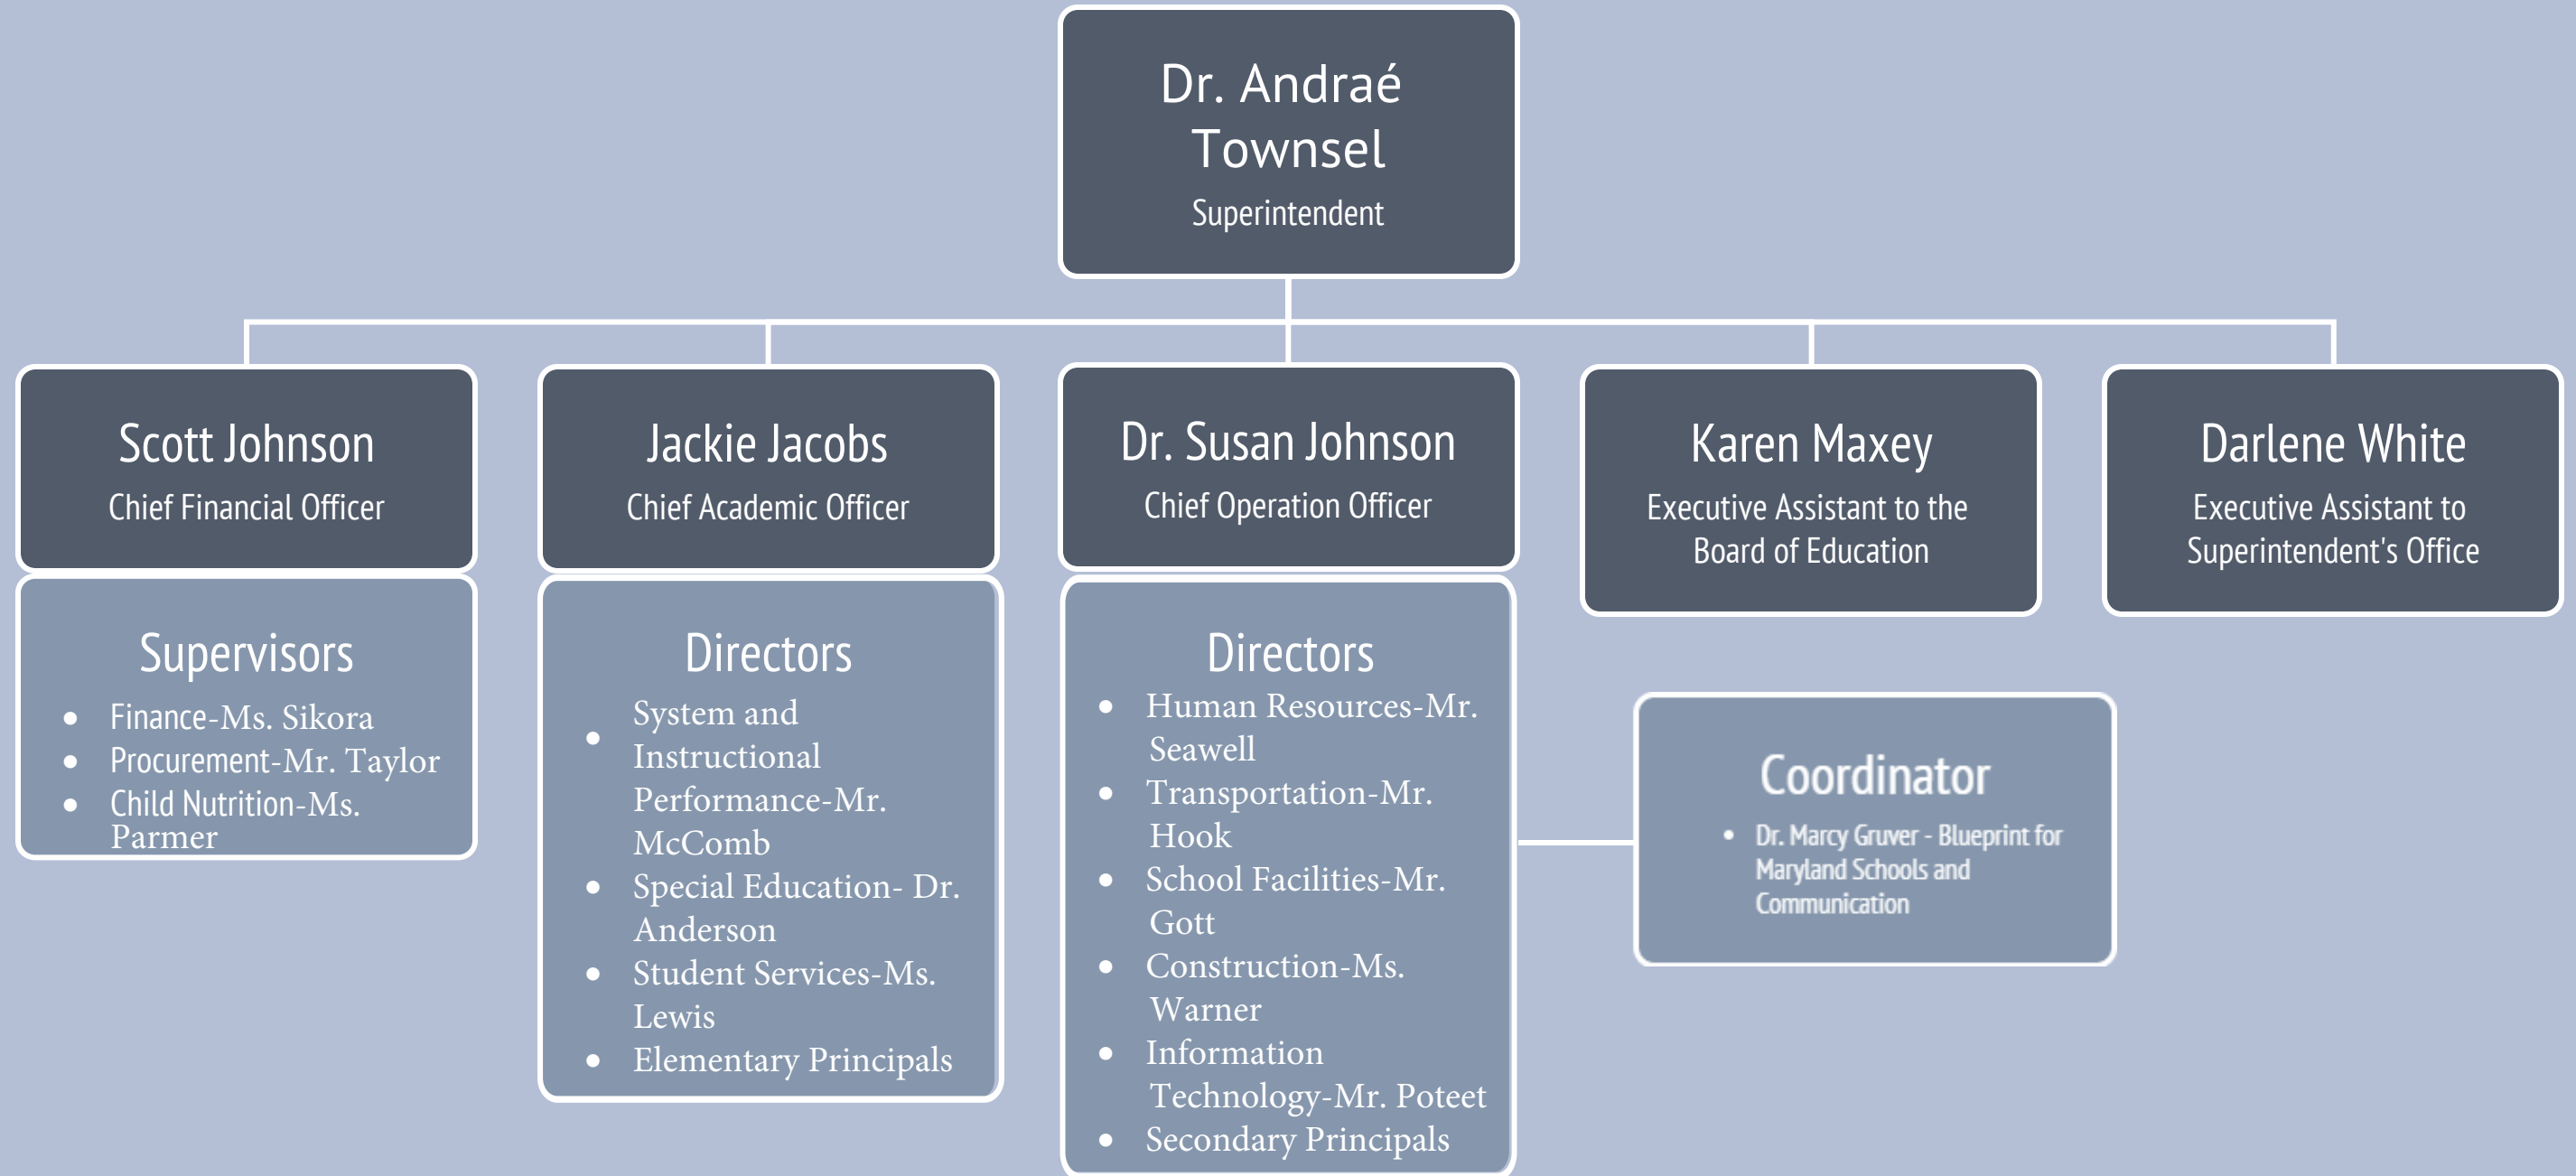 Dr. Andraé
Townsel
Superintendent
Scott Johnson
Chief Financial Officer
Supervisors
Finance-Ms. Sikora
Procurement-Mr. Taylor
Child Nutrition-Ms.
Parmer
Jackie Jacobs
Chief Academic Officer
Directors
System and
Instructional
Performance-Mr.
McComb
Special Education- Dr.
Anderson
Student Services-Ms.
Lewis
Elementary Principals
Dr. Susan Johnson
Chief Operation Officer
Directors
Human Resources-Mr.
Seawell
Transportation-Mr.
Hook
School Facilities-Mr.
Gott
Construction-Ms.
Warner
Information
Technology-Mr. Poteet
Secondary Principals
Coordinator
Dr. Marcy Gruver - Blueprint for
Maryland Schools and
Communication
Karen Maxey
Executive Assistant to the
Board of Education
Darlene White
Executive Assistant to
Superintendent's Office